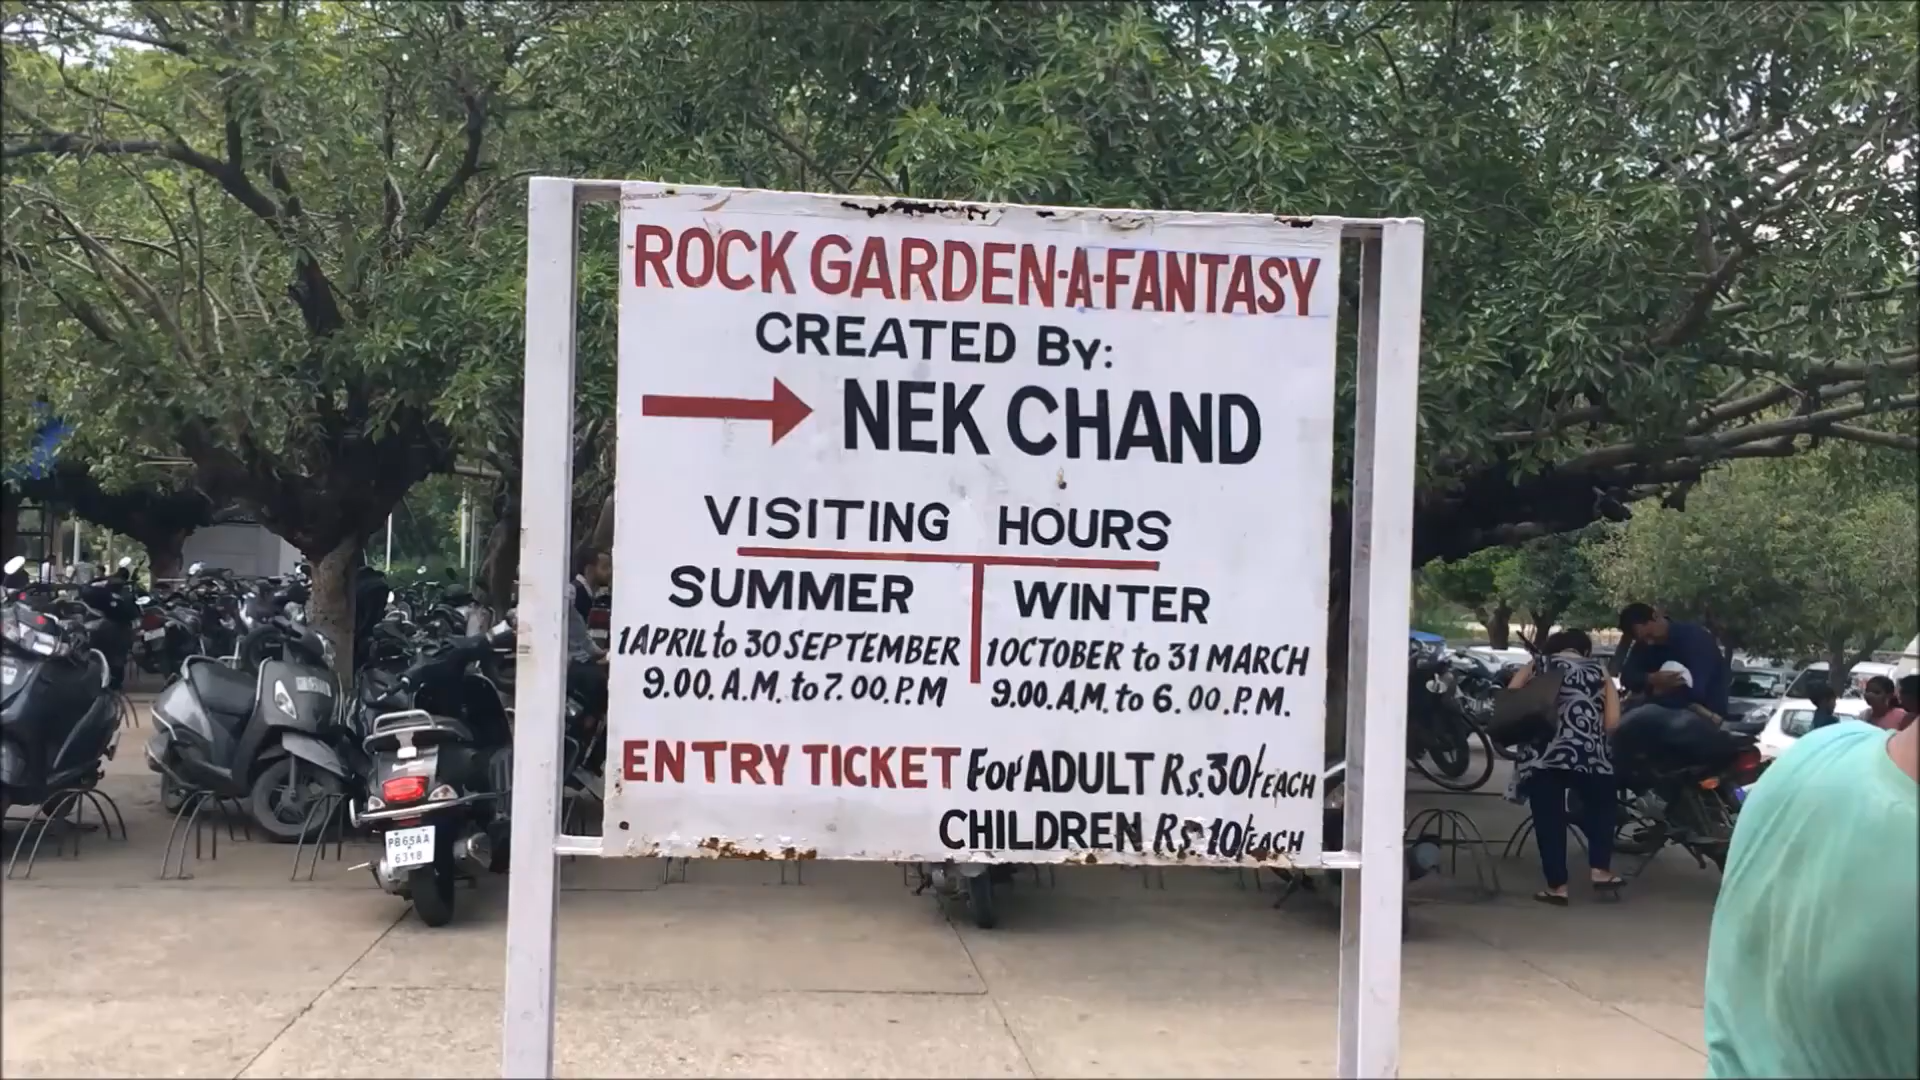 ROCK GARDEN-A-FANTASY
CREATED BY:
NEK CHAND
VISITING HOURS
SUMMER
1 APRIL to 30 SEPTEMBER
9.00. A.M. to 7.00. P.M
WINTER
1 OCTOBER to 31 MARCH
9.00. A.M. to 6.00.P.M.
ENTRY TICKET For ADULT Rs. 30/- EACH
CHILDREN Rs. 10/- EACH
PB65AA
6318